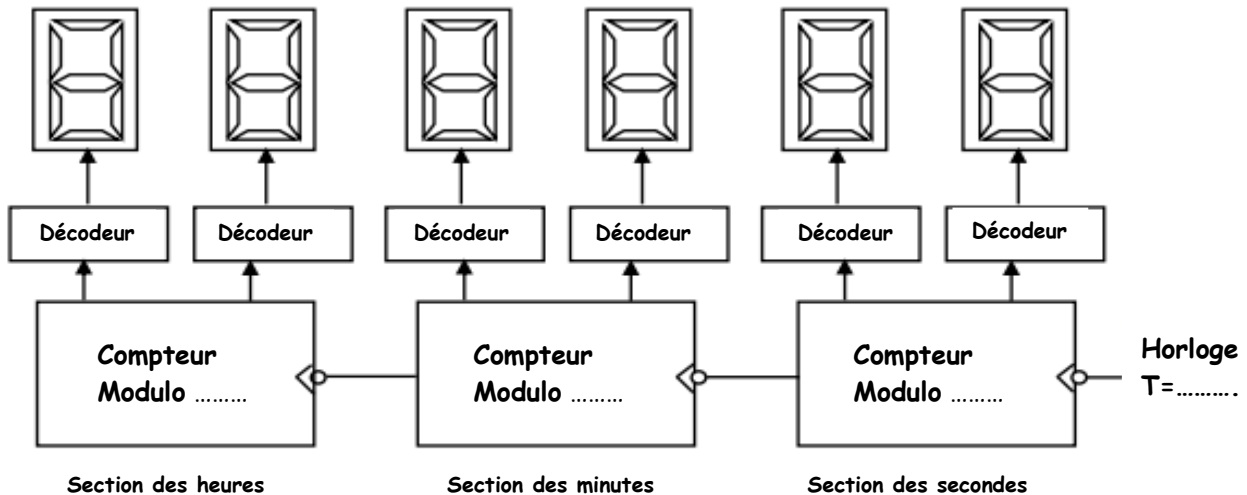 Décodeur
Décodeur
Décodeur
Décodeur
Décodeur
Décodeur
Compteur
Modulo ………
Compteur
Modulo ………
Compteur
Modulo ………
Horloge
T=……….
Section des heures
Section des minutes
Section des secondes